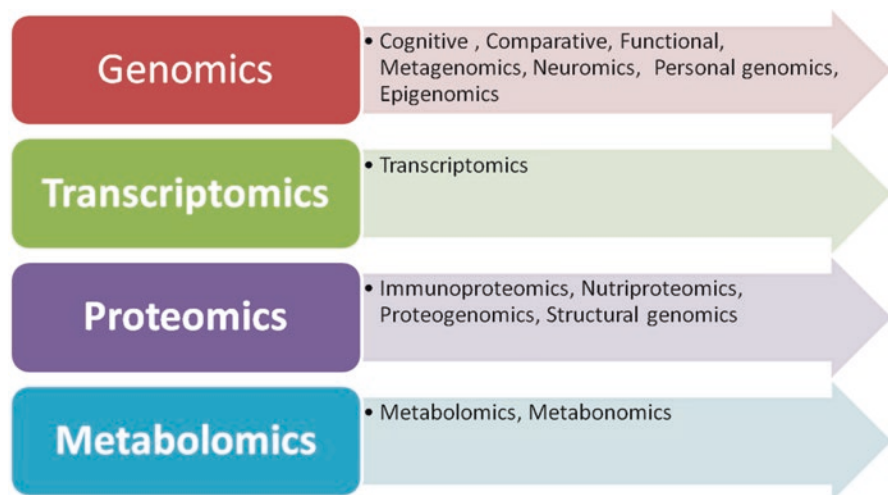 Genomics
• Cognitive , Comparative, Functional,
Metagenomics, Neuromics, Personal genomics,
Epigenomics
Transcriptomics
• Transcriptomics
Proteomics
• Immunoproteomics, Nutriproteomics,
Proteogenomics, Structural genomics
Metabolomics
• Metabolomics, Metabonomics